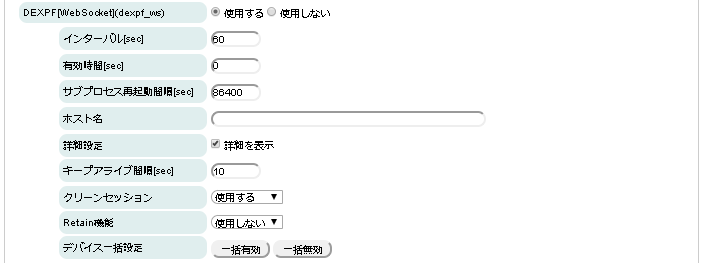 DEXPF[WebSocket](dexpf_ws) 使用する 使用しない
インターバル[sec] 60
有効時間[sec] 0
サブプロセス再起動間隔[sec] 86400
ホスト名
詳細設定 詳細を表示
キープアライブ間隔[sec] 10
クリーンセッション 使用する
Retain機能 使用しない
デバイス一括設定 一括有効 一括無効